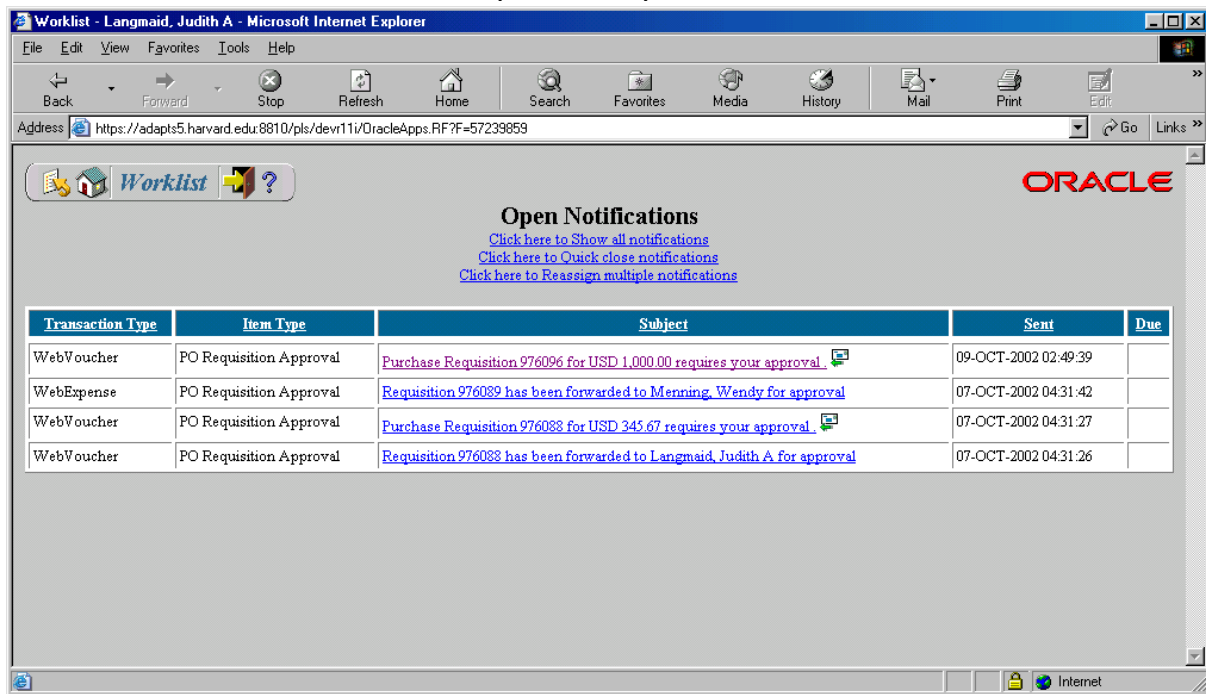 Worklist - Langmaid, Judith A - Microsoft Internet Explorer
File Edit View Favorites Tools Help
Back Forward Stop Refresh Home Search Favorites Media History Mail Print Edit »
Address https://adapts5.harvard.edu:8810/pls/devr11i/OracleApps.RF?F=57239859 Go Links »
Worklist ?
ORACLE
Open Notifications
Click here to Show all notifications
Click here to Quick close notifications
Click here to Reassign multiple notifications
Transaction Type Item Type Subject Sent Due
WebVoucher PO Requisition Approval Purchase Requisition 976096 for USD 1,000.00 requires your approval . 09-OCT-2002 02:49:39
WebExpense PO Requisition Approval Requisition 976089 has been forwarded to Menning, Wendy for approval 07-OCT-2002 04:31:42
WebVoucher PO Requisition Approval Purchase Requisition 976088 for USD 345.67 requires your approval . 07-OCT-2002 04:31:27
WebVoucher PO Requisition Approval Requisition 976088 has been forwarded to Langmaid, Judith A for approval 07-OCT-2002 04:31:26
Internet